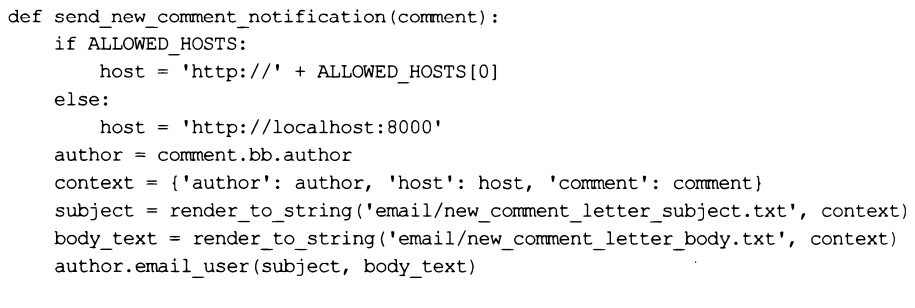 def send_new_comment_notification(comment):
    if ALLOWED_HOSTS:
        host = 'http://' + ALLOWED_HOSTS[0]
    else:
        host = 'http://localhost:8000'
    author = comment.bb.author
    context = {'author': author, 'host': host, 'comment': comment}
    subject = render_to_string('email/new_comment_letter_subject.txt', context)
    body_text = render_to_string('email/new_comment_letter_body.txt', context)
    author.email_user(subject, body_text)